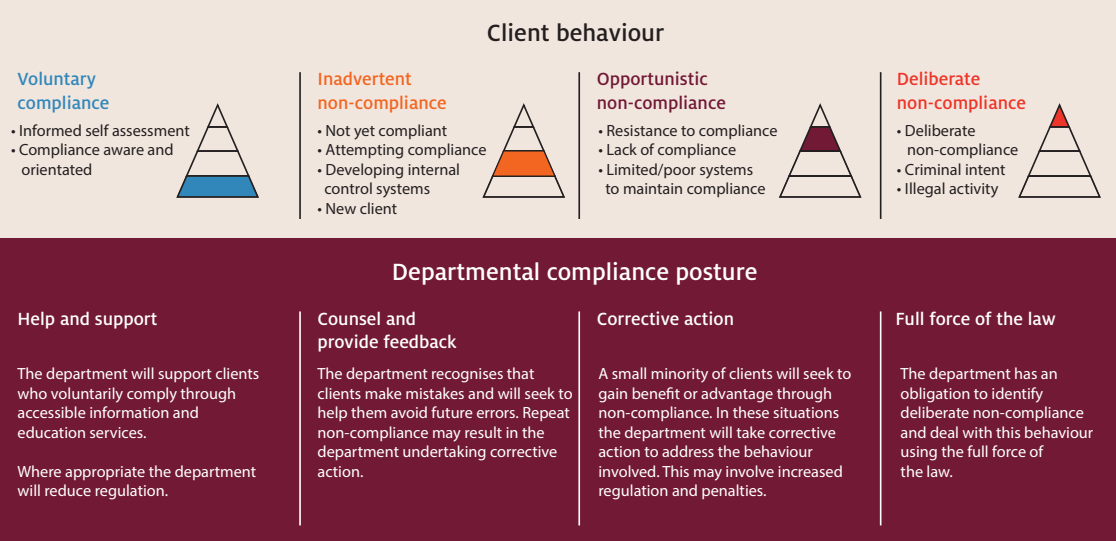 Client behaviour
Voluntary
compliance
• Informed self assessment
• Compliance aware and
orientated
Inadvertent
non-compliance
• Not yet compliant
• Attempting compliance
• Developing internal
control systems
• New client
Opportunistic
non-compliance
• Resistance to compliance
• Lack of compliance
• Limited/poor systems
to maintain compliance
Deliberate
non-compliance
• Deliberate
non-compliance
• Criminal intent
• Illegal activity
Departmental compliance posture
Help and support
The department will support clients
who voluntarily comply through
accessible information and
education services.
Where appropriate the department
will reduce regulation.
Counsel and
provide feedback
The department recognises that
clients make mistakes and will seek to
help them avoid future errors. Repeat
non-compliance may result in the
department undertaking corrective
action.
Corrective action
A small minority of clients will seek to
gain benefit or advantage through
non-compliance. In these situations
the department will take corrective
action to address the behaviour
involved. This may involve increased
regulation and penalties.
Full force of the law
The department has an
obligation to identify
deliberate non-compliance
and deal with this behaviour
using the full force of
the law.